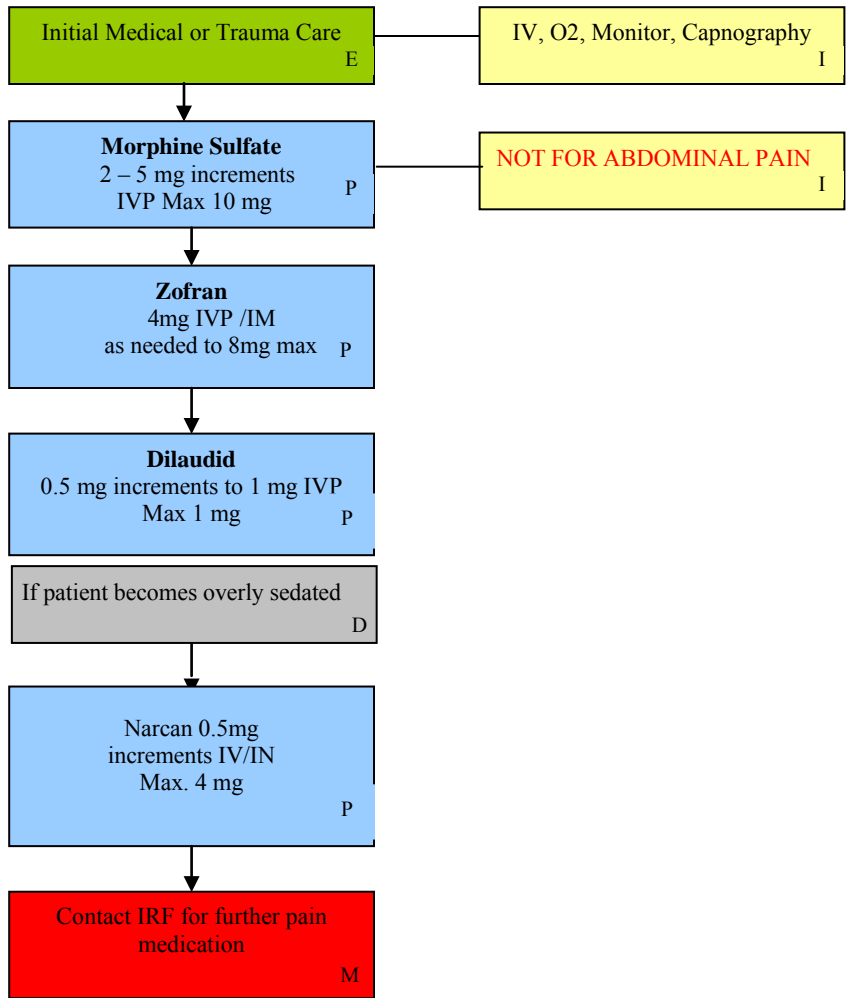 Initial Medical or Trauma Care
E
IV, O2, Monitor, Capnography
I
Morphine Sulfate
2 – 5 mg increments
IVP Max 10 mg
P
NOT FOR ABDOMINAL PAIN
I
Zofran
4mg IVP /IM
as needed to 8mg max
P
Dilaudid
0.5 mg increments to 1 mg IVP
Max 1 mg
P
If patient becomes overly sedated
D
Narcan 0.5mg
increments IV/IN
Max. 4 mg
P
Contact IRF for further pain
medication
M